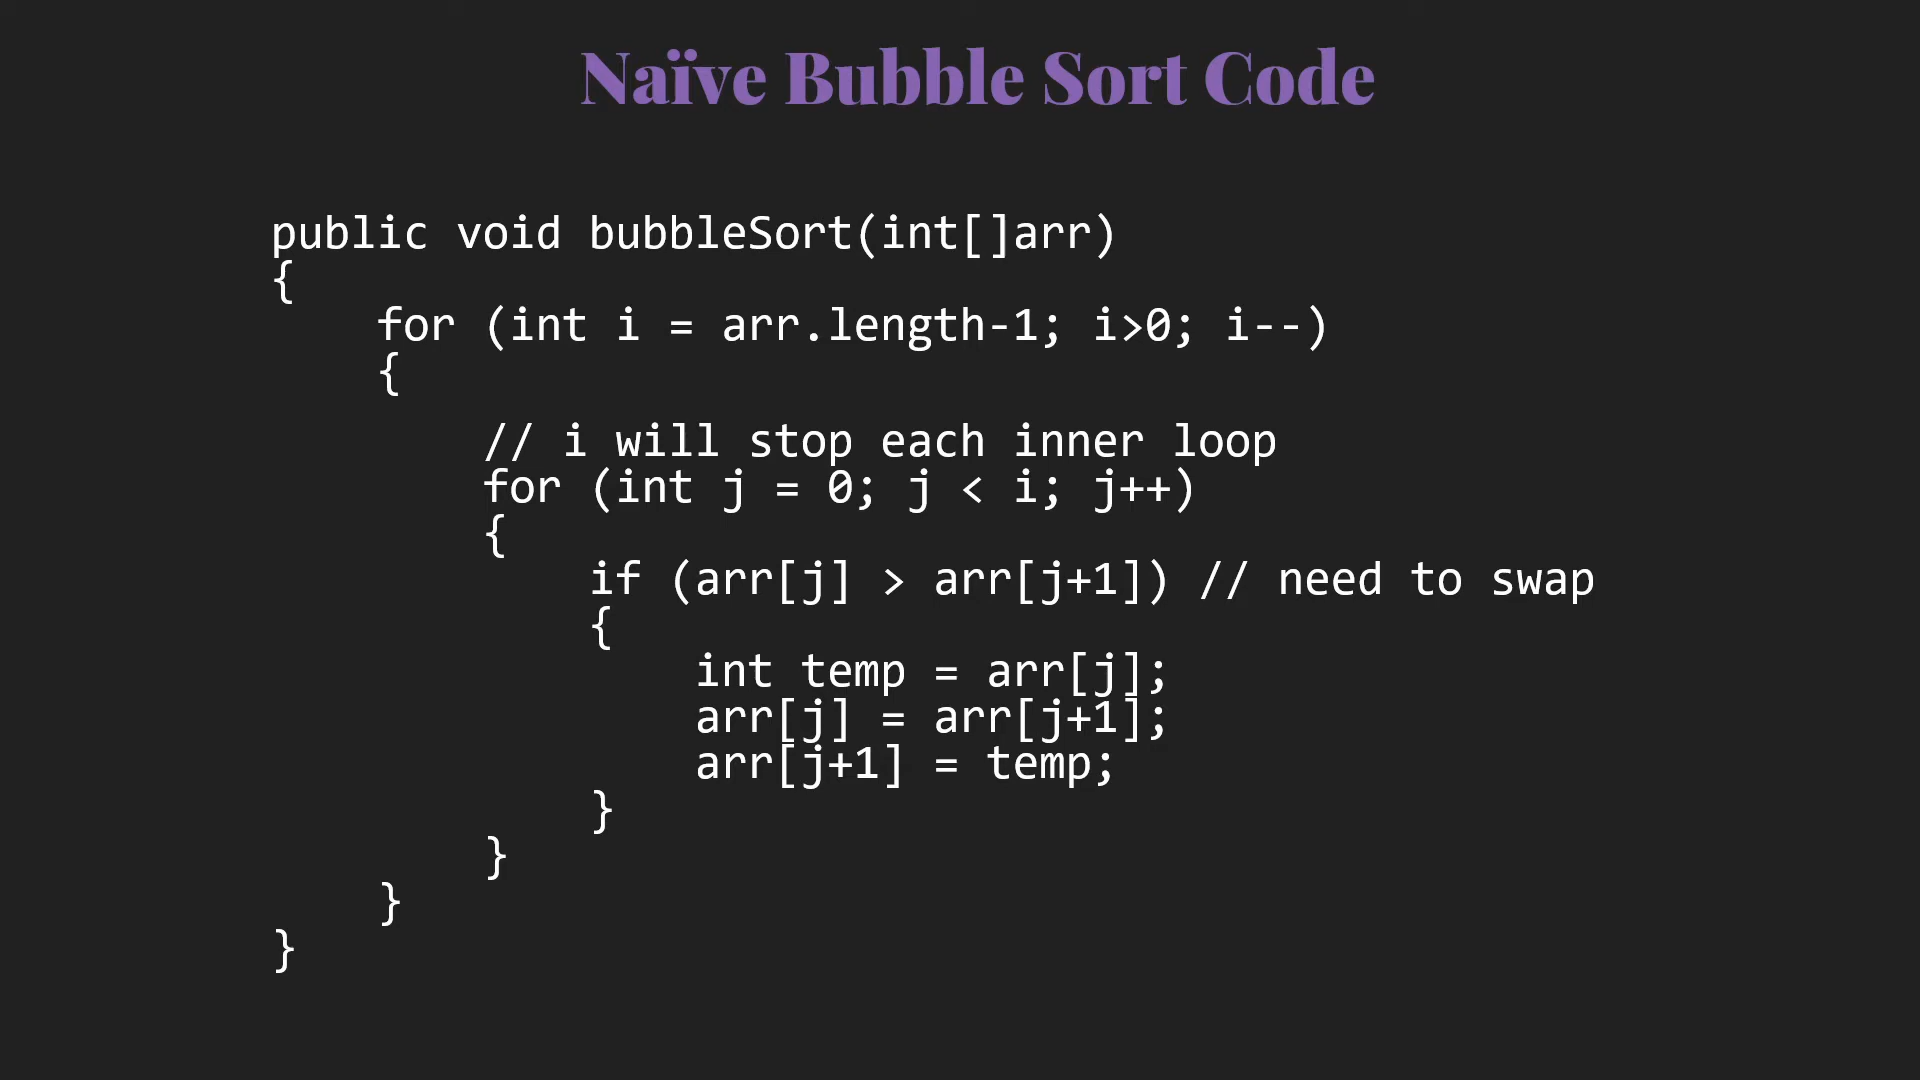 Naïve Bubble Sort Code
public void bubbleSort(int[]arr)
{
    for (int i = arr.length-1; i>0; i--)
    {
        // i will stop each inner loop
        for (int j = 0; j < i; j++)
        {
            if (arr[j] > arr[j+1]) // need to swap
            {
                int temp = arr[j];
                arr[j] = arr[j+1];
                arr[j+1] = temp;
            }
        }
    }
}